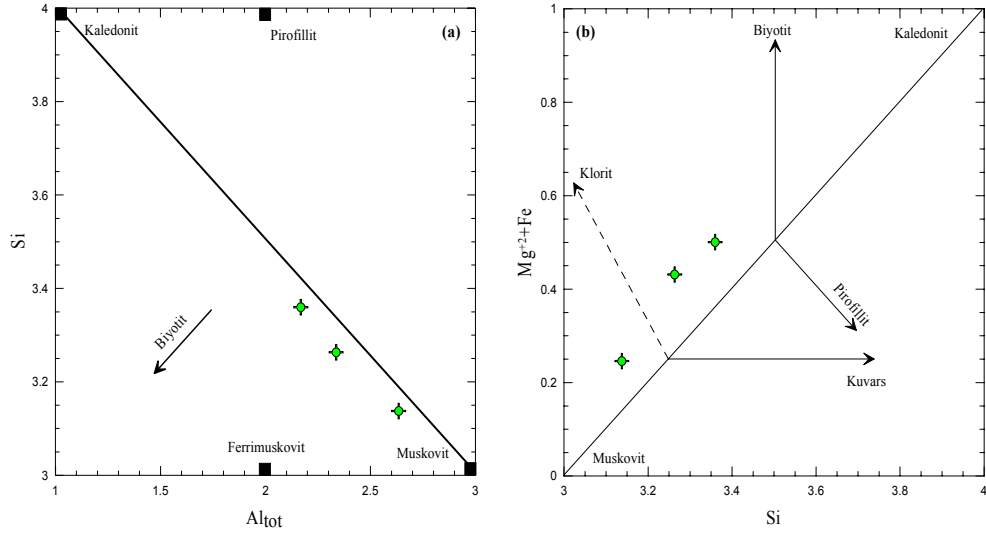 4
3.8
3.6
3.4
3.2
3
1
1.5
2
2.5
3
Si
Altot
Kaledonit
Pirofillit
(a)
Biyotit
Ferrimuskovit
Muskovit
1
0.8
0.6
0.4
0.2
0
3
3.2
3.4
3.6
3.8
4
Mg+2+Fe
Si
(b)
Biyotit
Kaledonit
Klorit
Pirofillit
Kuvars
Muskovit